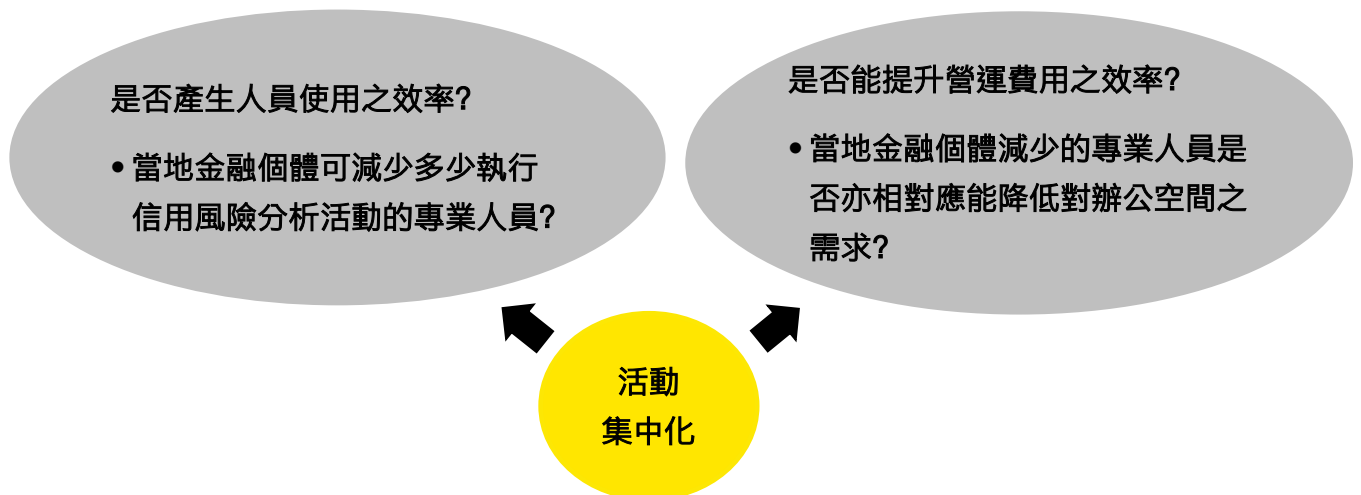 是否產生人員使用之效率?
• 當地金融個體可減少多少執行
信用風險分析活動的專業人員?
是否能提升營運費用之效率?
• 當地金融個體減少的專業人員是
否亦相對應能降低對辦公空間之
需求?
活動
集中化